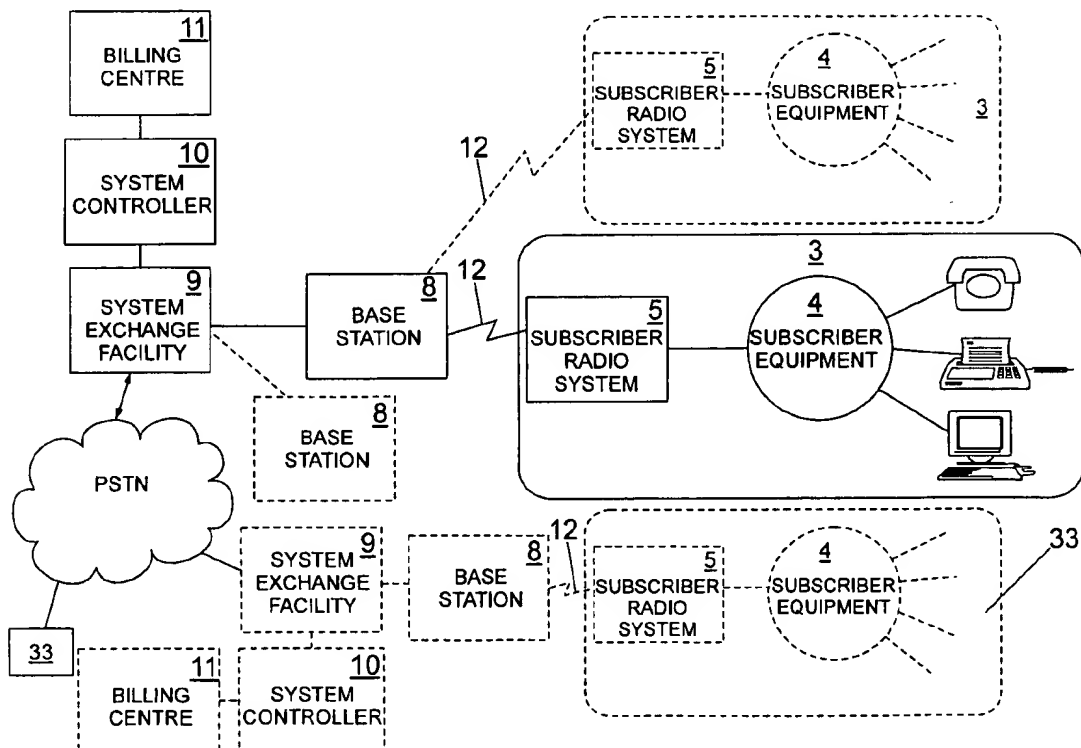 11
BILLING
CENTRE
10
SYSTEM
CONTROLLER
9
SYSTEM
EXCHANGE
FACILITY
8
BASE
STATION
8
BASE
STATION
12
12
5
SUBSCRIBER
RADIO
SYSTEM
4
SUBSCRIBER
EQUIPMENT
3
3
5
SUBSCRIBER
RADIO
SYSTEM
4
SUBSCRIBER
EQUIPMENT
PSTN
33
9
SYSTEM
EXCHANGE
FACILITY
8
BASE
STATION
12
5
SUBSCRIBER
RADIO
SYSTEM
4
SUBSCRIBER
EQUIPMENT
33
11
BILLING
CENTRE
10
SYSTEM
CONTROLLER